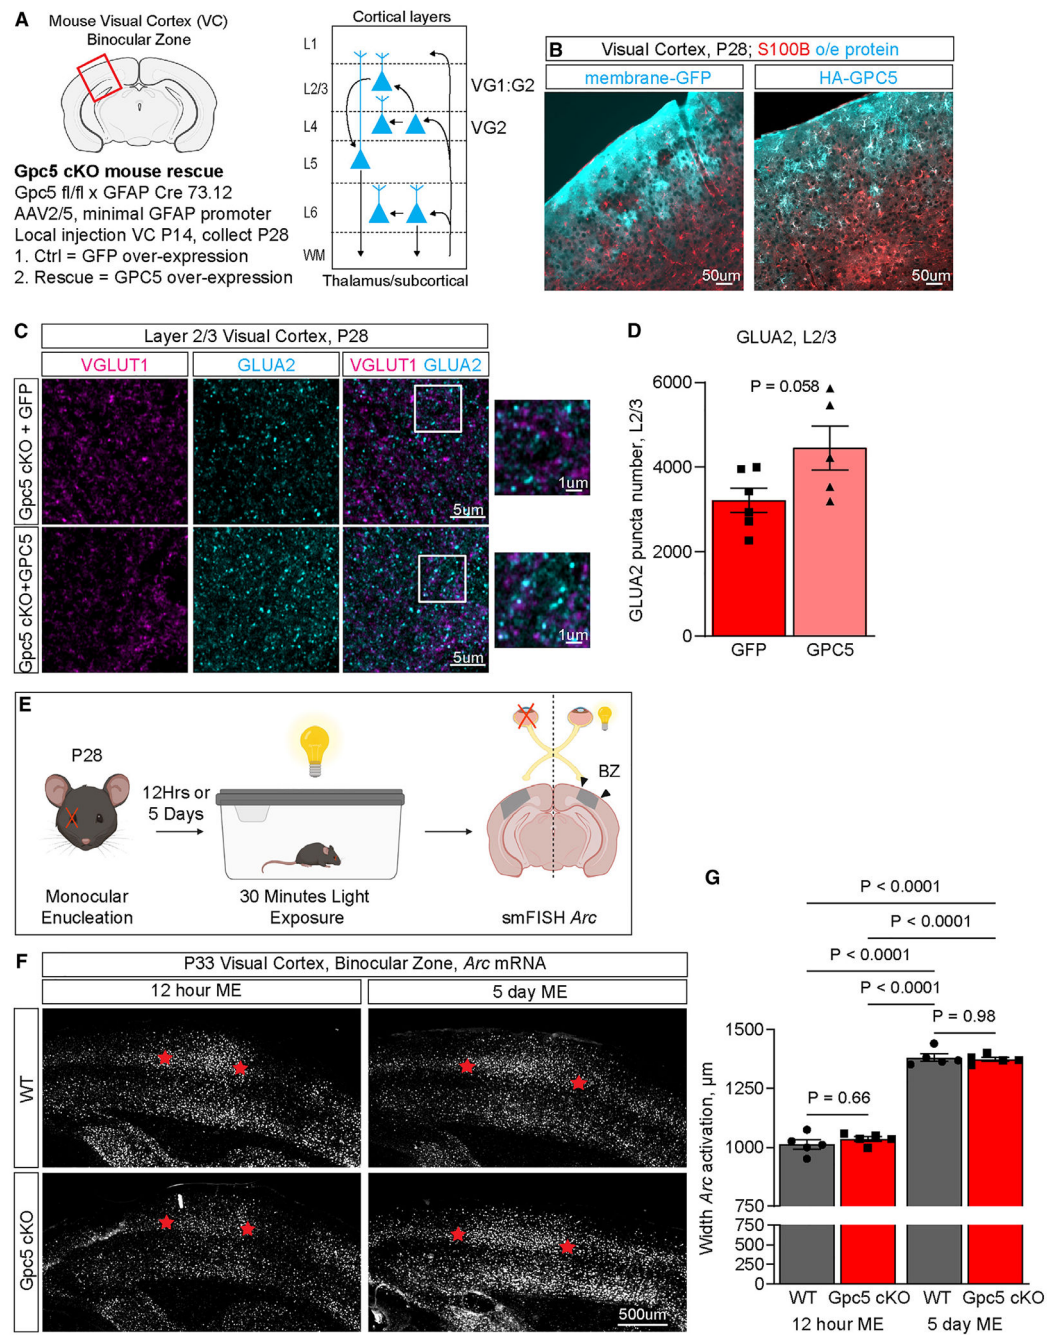 A
Mouse Visual Cortex (VC)
Binocular Zone
Gpc5 cKO mouse rescue
Gpc5 fl/fl x GFAP Cre 73.12
AAV2/5, minimal GFAP promoter
Local injection VC P14, collect P28
1. Ctrl = GFP over-expression
2. Rescue = GPC5 over-expression
Cortical layers
L1
L2/3
L4
L5
L6
WM
VG1:G2
VG2
Thalamus/subcortical
B
Visual Cortex, P28; S100B o/e protein
membrane-GFP
HA-GPC5
50um
50um
C
Layer 2/3 Visual Cortex, P28
VGLUT1
GLUA2
VGLUT1 GLUA2
Gpc5 cKO + GFP
5um
1um
Gpc5 cKO+GPC5
5um
1um
D
GLUA2, L2/3
P = 0.058
GLUA2 puncta number, L2/3
6000
4000
2000
0
GFP
GPC5
E
P28
12Hrs or
5 Days
Monocular
Enucleation
30 Minutes Light
Exposure
BZ
smFISH Arc
F
P33 Visual Cortex, Binocular Zone, Arc mRNA
12 hour ME
5 day ME
WT
Gpc5 cKO
500um
G
P < 0.0001
P < 0.0001
P < 0.0001
P < 0.0001
P = 0.98
P = 0.66
Width Arc activation, µm
1500
1250
1000
750
750
500
250
0
WT
Gpc5 cKO
WT
Gpc5 cKO
12 hour ME
5 day ME